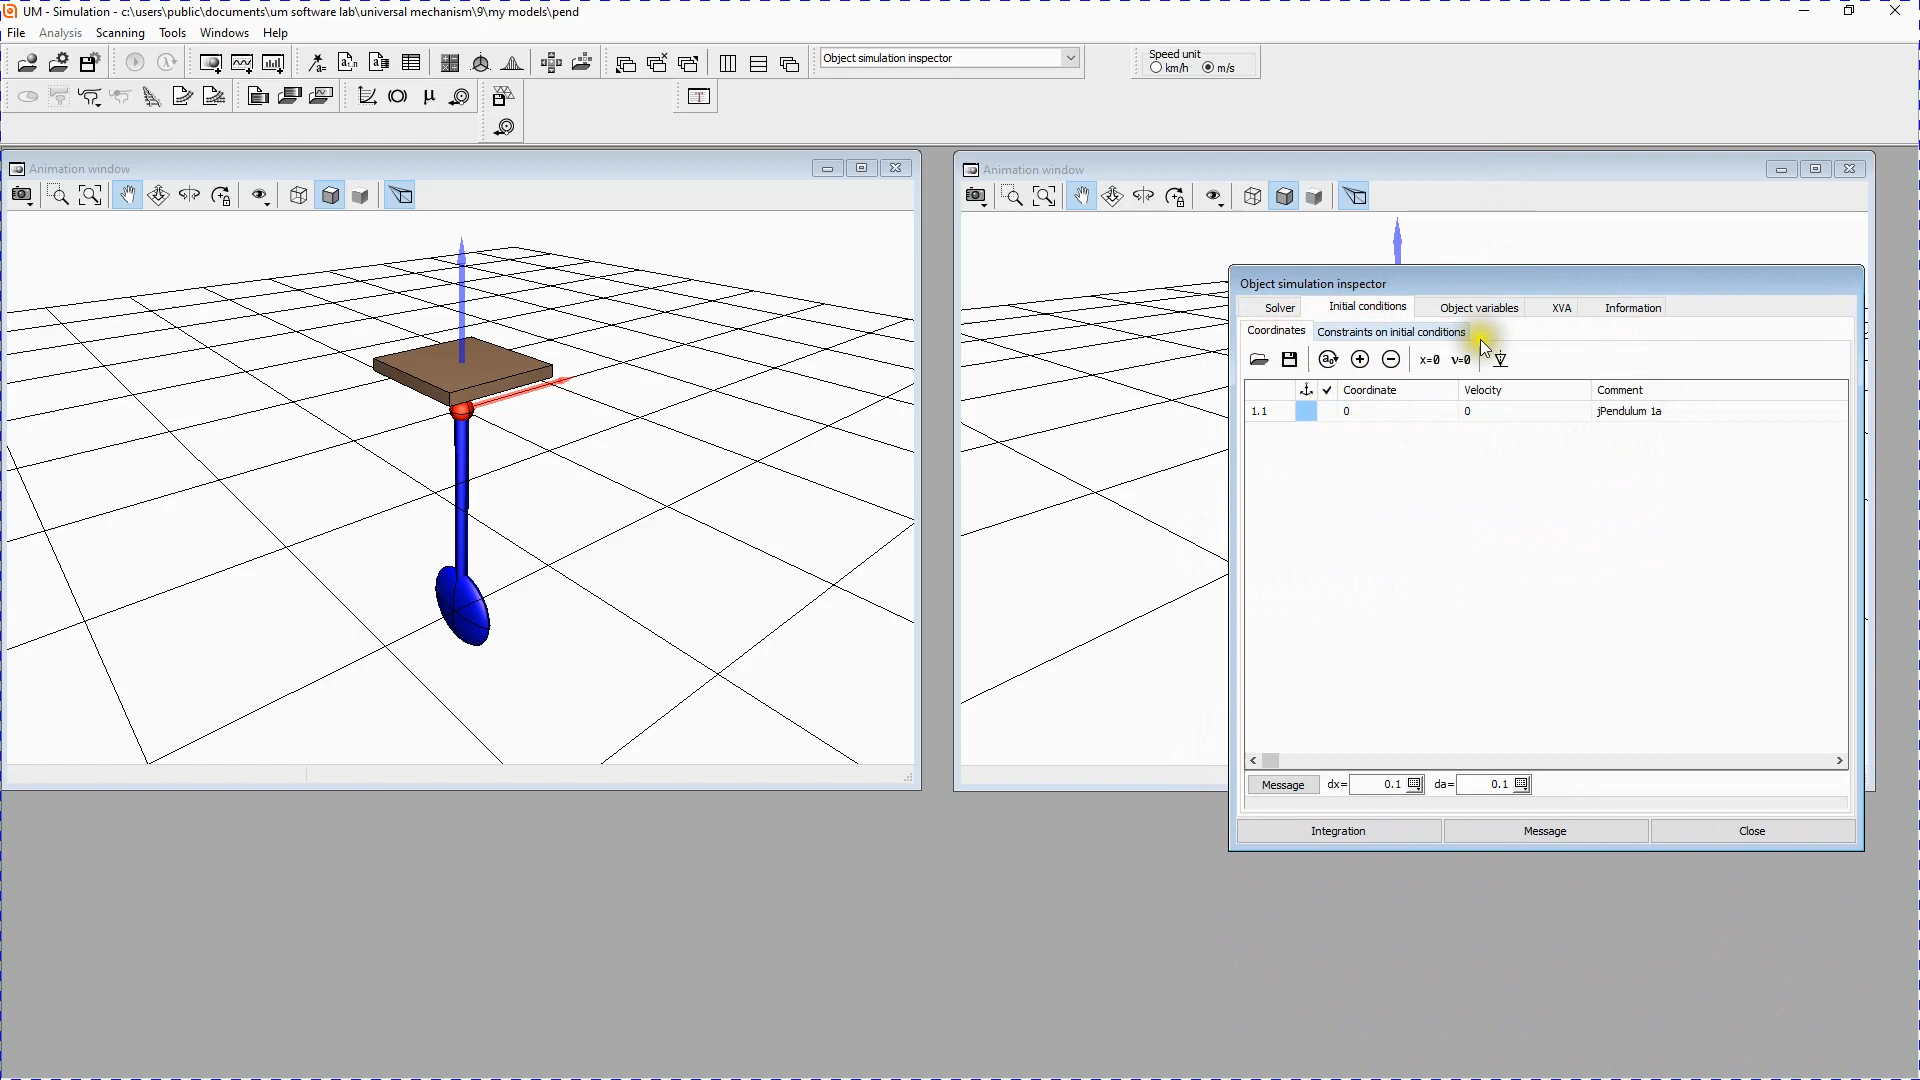 UM - Simulation - c:\users\public\documents\um software lab\universal mechanism\9\my models\pend
File Analysis Scanning Tools Windows Help
Object simulation inspector
Speed unit
km/h m/s
Animation window
Animation window
Object simulation inspector
Solver Initial conditions Object variables XVA Information
Coordinates Constraints on initial conditions
x=0 v=0
Coordinate Velocity Comment
1.1 0 0 jPendulum 1a
Message dx= 0.1 da= 0.1
Integration Message Close